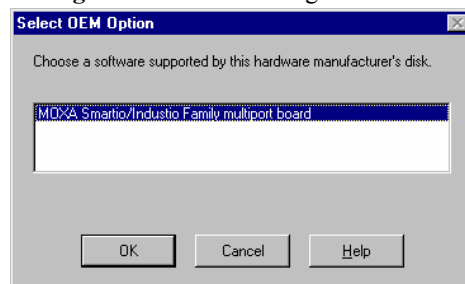 Select OEM Option
Choose a software supported by this hardware manufacturer's disk.
MOXA Smartio/Industio Family multiport board
OK
Cancel
Help